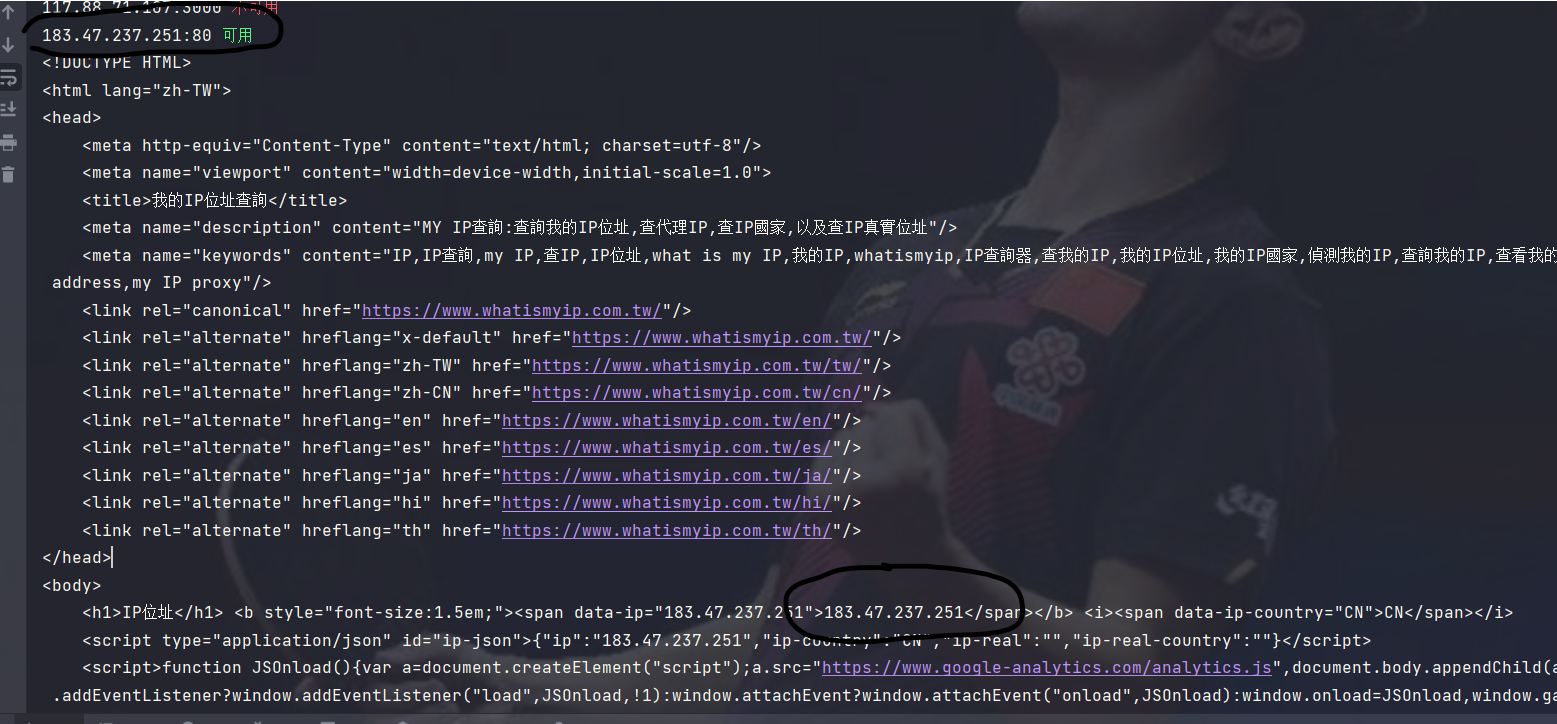 117.88.71.187:3000 不可用
183.47.237.251:80 可用
<!DOCTYPE HTML>
<html lang="zh-TW">
<head>
    <meta http-equiv="Content-Type" content="text/html; charset=utf-8"/>
    <meta name="viewport" content="width=device-width,initial-scale=1.0">
    <title>我的IP位址查詢</title>
    <meta name="description" content="MY IP查詢:查詢我的IP位址,查代理IP,查IP國家,以及查IP真實位址"/>
    <meta name="keywords" content="IP,IP查詢,my IP,查IP,IP位址,what is my IP,我的IP,whatismyip,IP查詢器,查我的IP,我的IP位址,我的IP國家,偵測我的IP,查詢我的IP,查看我的
 address,my IP proxy"/>
    <link rel="canonical" href="https://www.whatismyip.com.tw/"/>
    <link rel="alternate" hreflang="x-default" href="https://www.whatismyip.com.tw/"/>
    <link rel="alternate" hreflang="zh-TW" href="https://www.whatismyip.com.tw/tw/"/>
    <link rel="alternate" hreflang="zh-CN" href="https://www.whatismyip.com.tw/cn/"/>
    <link rel="alternate" hreflang="en" href="https://www.whatismyip.com.tw/en/"/>
    <link rel="alternate" hreflang="es" href="https://www.whatismyip.com.tw/es/"/>
    <link rel="alternate" hreflang="ja" href="https://www.whatismyip.com.tw/ja/"/>
    <link rel="alternate" hreflang="hi" href="https://www.whatismyip.com.tw/hi/"/>
    <link rel="alternate" hreflang="th" href="https://www.whatismyip.com.tw/th/"/>
</head>
<body>
    <h1>IP位址</h1> <b style="font-size:1.5em;"><span data-ip="183.47.237.251">183.47.237.251</span></b> <i><span data-ip-country="CN">CN</span></i>
    <script type="application/json" id="ip-json">{"ip":"183.47.237.251","ip-country":"CN","ip-real":"","ip-real-country":""}</script>
    <script>function JSOnload(){var a=document.createElement("script");a.src="https://www.google-analytics.com/analytics.js",document.body.appendChild(a
 .addEventListener?window.addEventListener("load",JSOnload,!1):window.attachEvent?window.attachEvent("onload",JSOnload):window.onload=JSOnload,window.ga